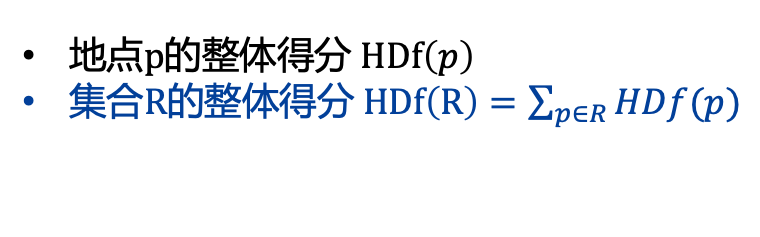 • 地点p的整体得分 HDf(p)
• 集合R的整体得分 HDf(R) = ∑p∈R HDf(p)